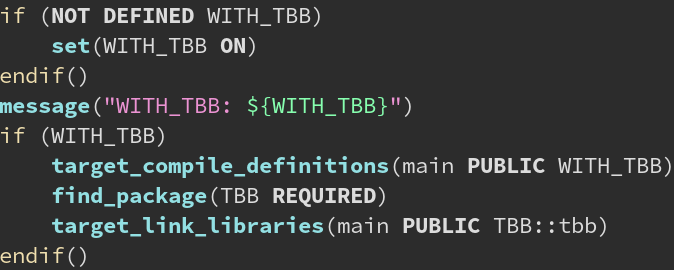 if (NOT DEFINED WITH_TBB)
    set(WITH_TBB ON)
endif()
message("WITH_TBB: ${WITH_TBB}")
if (WITH_TBB)
    target_compile_definitions(main PUBLIC WITH_TBB)
    find_package(TBB REQUIRED)
    target_link_libraries(main PUBLIC TBB::tbb)
endif()